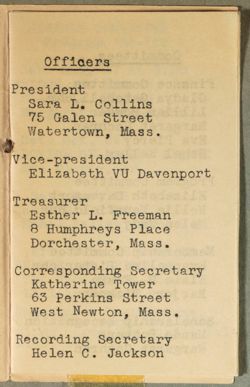 Officers
President
Sara L. Collins
75 Galen Street
Watertown, Mass.
Vice-president
Elizabeth VU Davenport
Treasurer
Esther L. Freeman
8 Humphreys Place
Dorchester, Mass.
Corresponding Secretary
Katherine Tower
63 Perkins Street
West Newton, Mass.
Recording Secretary
Helen C. Jackson